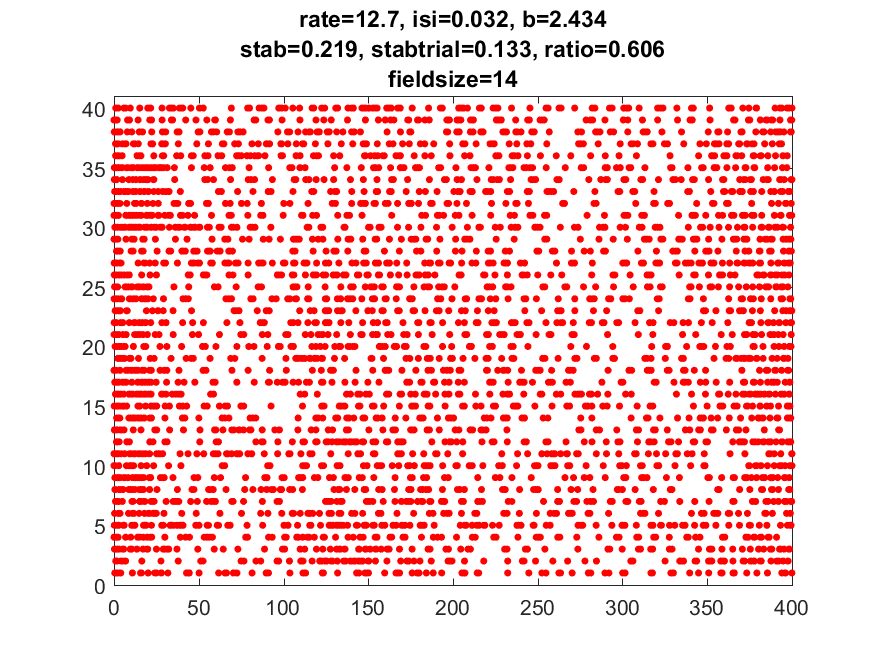 rate=12.7, isi=0.032, b=2.434
stab=0.219, stabtrial=0.133, ratio=0.606
fieldsize=14
40
35
30
25
20
15
10
5
0
0 50 100 150 200 250 300 350 400